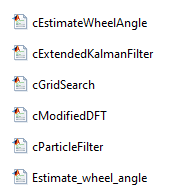 cEstimateWheelAngle
cExtendedKalmanFilter
cGridSearch
cModifiedDFT
cParticleFilter
Estimate_wheel_angle